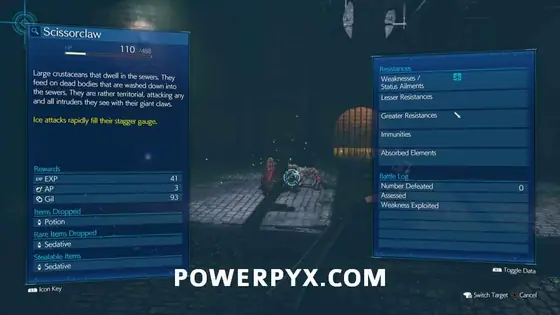 Scissorclaw
HP 110 /488
Large crustaceans that dwell in the sewers. They
feed on dead bodies that are washed down into
the sewers. They are rather territorial, attacking any
and all intruders they see with their giant claws.
Ice attacks rapidly fill their stagger gauge.
Rewards
EXP 41
AP 3
Gil 93
Items Dropped
Potion
Rare Items Dropped
Sedative
Stealable Items
Sedative
Icon Key
Resistances
Weaknesses /
Status Ailments
Lesser Resistances
Greater Resistances
Immunities
Absorbed Elements
Battle Log
Number Defeated 0
Assessed
Weakness Exploited
Toggle Data
Switch Target Cancel
POWERPYX.COM